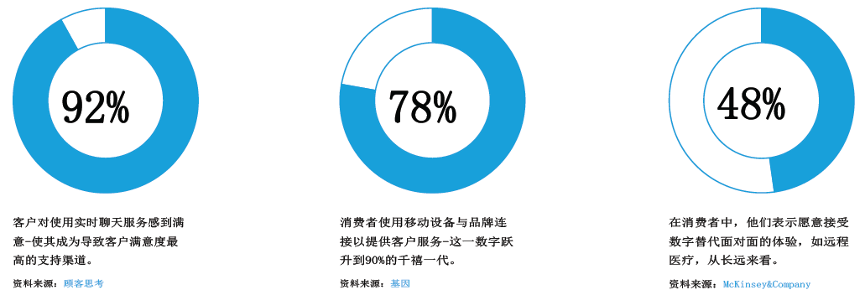 92%
客户对使用实时聊天服务感到满
意-使其成为导致客户满意度最
高的支持渠道。
资料来源：顾客思考
78%
消费者使用移动设备与品牌连
接以提供客户服务-这一数字跃
升到90%的千禧一代。
资料来源：基因
48%
在消费者中，他们表示愿意接受
数字替代面对面的体验，如远程
医疗，从长远来看。
资料来源：McKinsey&Company